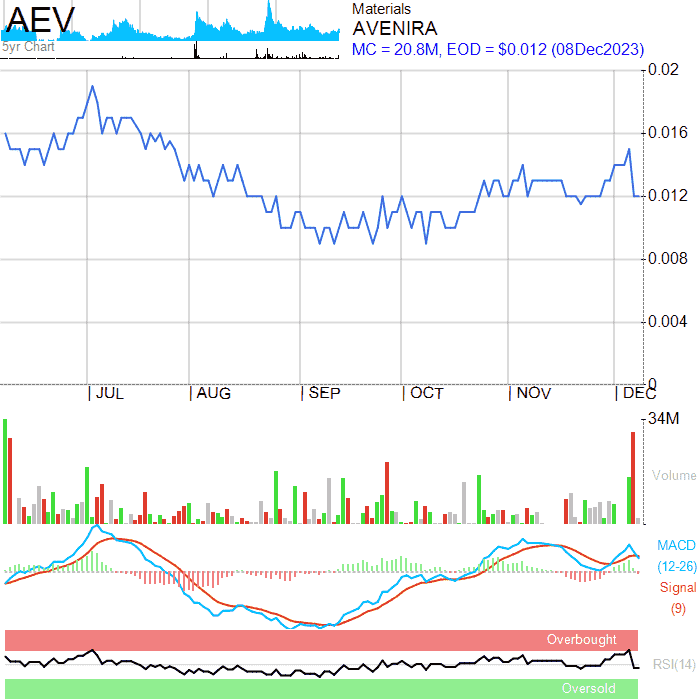 AEV
5yr Chart
Materials
AVENIRA
MC = 20.8M, EOD = $0.012 (08Dec2023)
0.02
0.016
0.012
0.008
0.004
0
| JUL | AUG | SEP | OCT | NOV | DEC
34M
Volume
MACD
(12-26)
Signal
(9)
Overbought
RSI(14)
Oversold